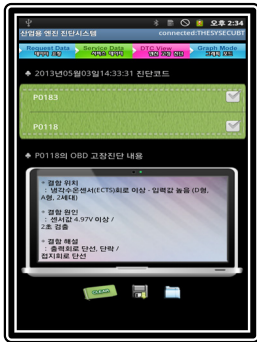 오후 2:34
산업용 엔진 진단시스템 connected:THESYSECUBT
Request Data Service Data DTC View Graph Mode
♣ 2013년05월03일14:33:31 진단코드
P0183
P0118
♣ P0118의 OBD 고장진단 내용
* 결함 위치
: 냉각수온센서(ECTS)회로 이상 - 입력값 높음 (D형,
A형, 2세대)
* 결함 원인
: 센서값 4.97V 이상 /
2초 검출
* 결함 해설
: 출력회로 단선, 단락 /
접지회로 단선
CLEAR